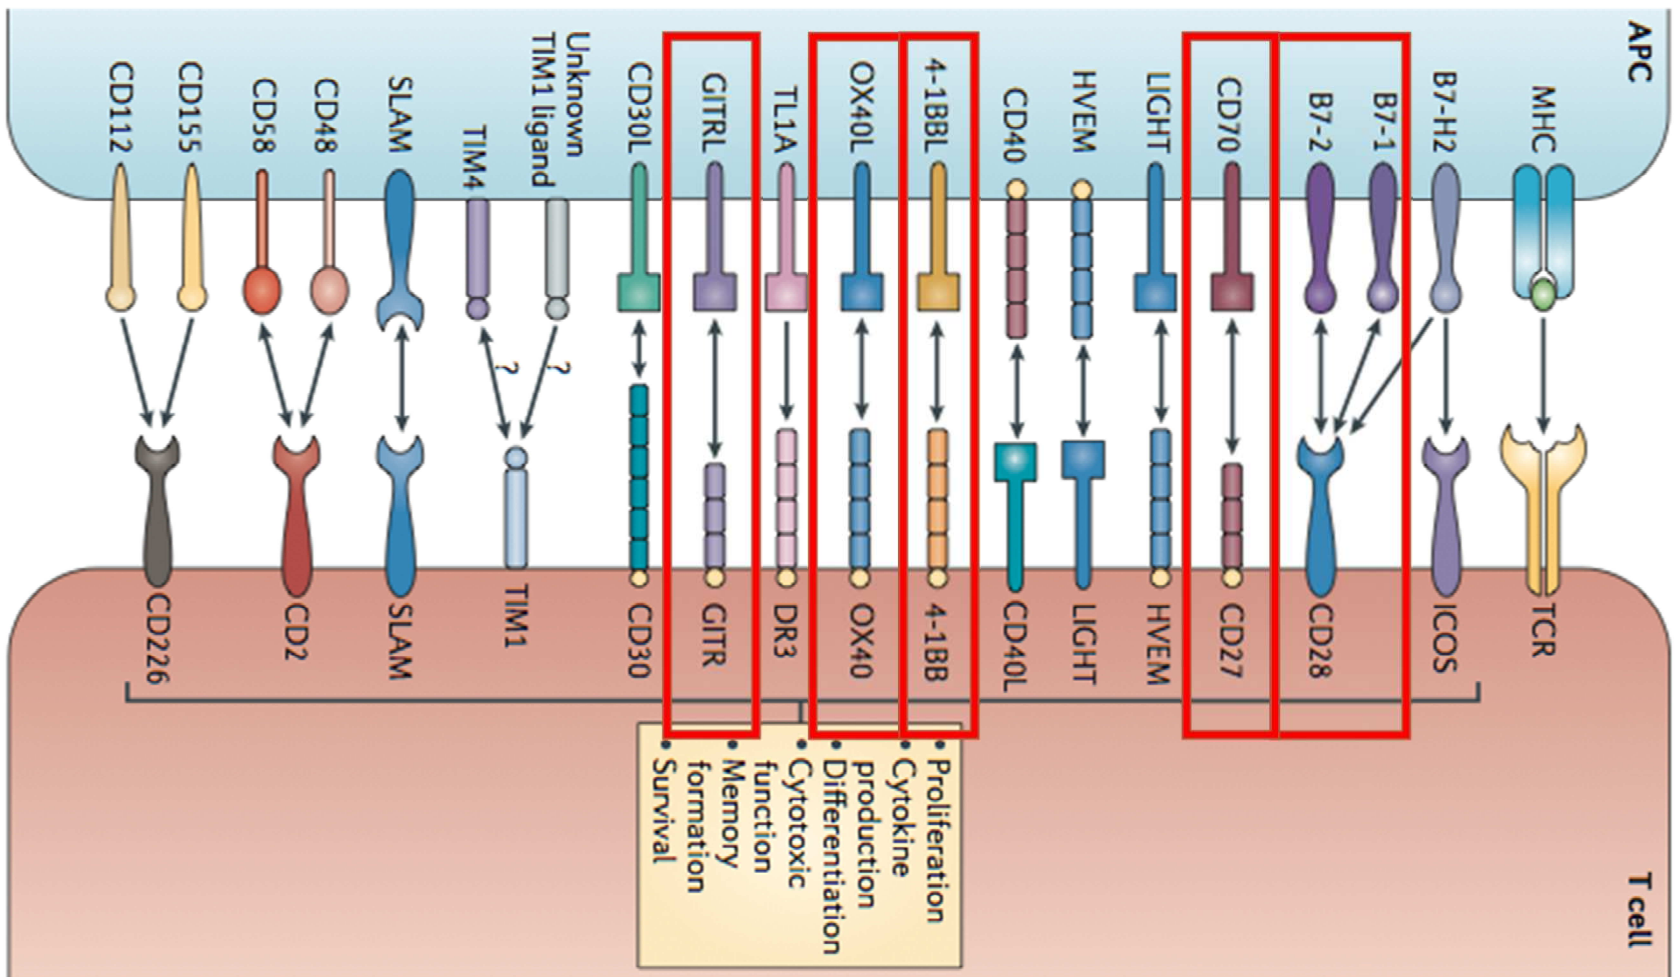 APC
MHC
B7-H2
B7-1
B7-2
CD70
LIGHT
HVEM
CD40
4-1BBL
OX40L
TL1A
GITRL
CD30L
Unknown
TIM1 ligand
TIM4
SLAM
CD48
CD58
CD155
CD112
?
?
TCR
ICOS
CD28
CD27
HVEM
LIGHT
CD40L
4-1BB
OX40
DR3
GITR
CD30
TIM1
SLAM
CD2
CD226
• Proliferation
• Cytokine
production
• Differentiation
• Cytotoxic
function
• Memory
formation
• Survival
T cell